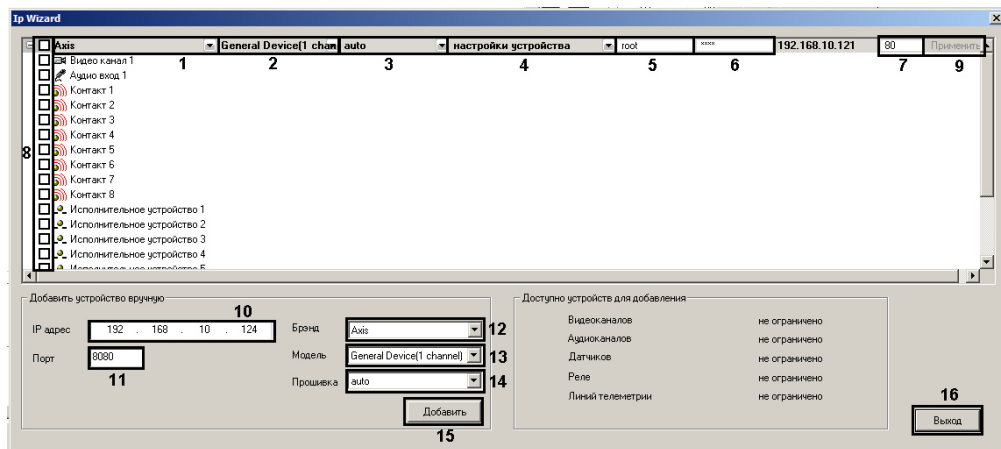 Ip Wizard
Axis General Device(1 chan auto настройки устройства root **** 192.168.10.121 80 Применить
1 2 3 4 5 6 7 9
Видео канал 1
Аудио вход 1
Контакт 1
Контакт 2
Контакт 3
Контакт 4
8 Контакт 5
Контакт 6
Контакт 7
Контакт 8
Исполнительное устройство 1
Исполнительное устройство 2
Исполнительное устройство 3
Исполнительное устройство 4
Исполнительное устройство 5
Добавить устройство вручную
10
IP адрес 192 . 168 . 10 . 124
Порт 8080
11
Брэнд Axis 12
Модель General Device(1 channel) 13
Прошивка auto 14
Добавить
15
Доступно устройств для добавления
Видеоканалов не ограничено
Аудиоканалов не ограничено
Датчиков не ограничено
Реле не ограничено
Линий телеметрии не ограничено
16
Выход